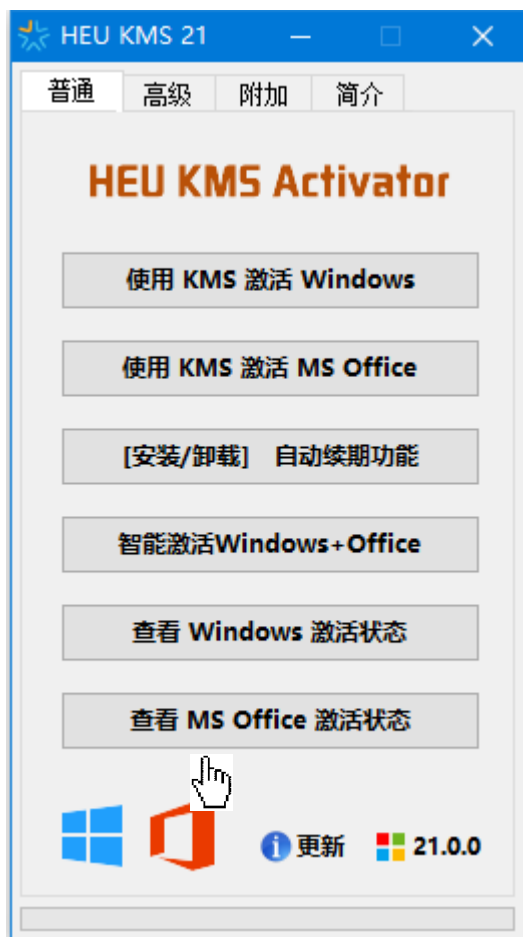 HEU KMS 21
普通 高级 附加 简介
HEU KMS Activator
使用 KMS 激活 Windows
使用 KMS 激活 MS Office
[安装/卸载] 自动续期功能
智能激活Windows+Office
查看 Windows 激活状态
查看 MS Office 激活状态
更新 21.0.0